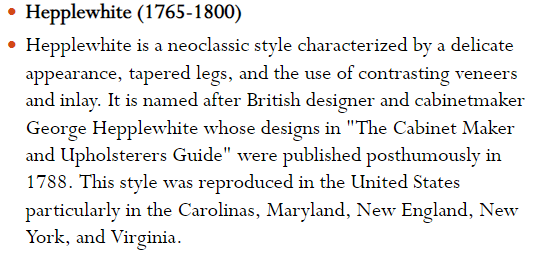 Hepplewhite (1765-1800)
Hepplewhite is a neoclassic style characterized by a delicate
appearance, tapered legs, and the use of contrasting veneers
and inlay. It is named after British designer and cabinetmaker
George Hepplewhite whose designs in "The Cabinet Maker
and Upholsterers Guide" were published posthumously in
1788. This style was reproduced in the United States
particularly in the Carolinas, Maryland, New England, New
York, and Virginia.